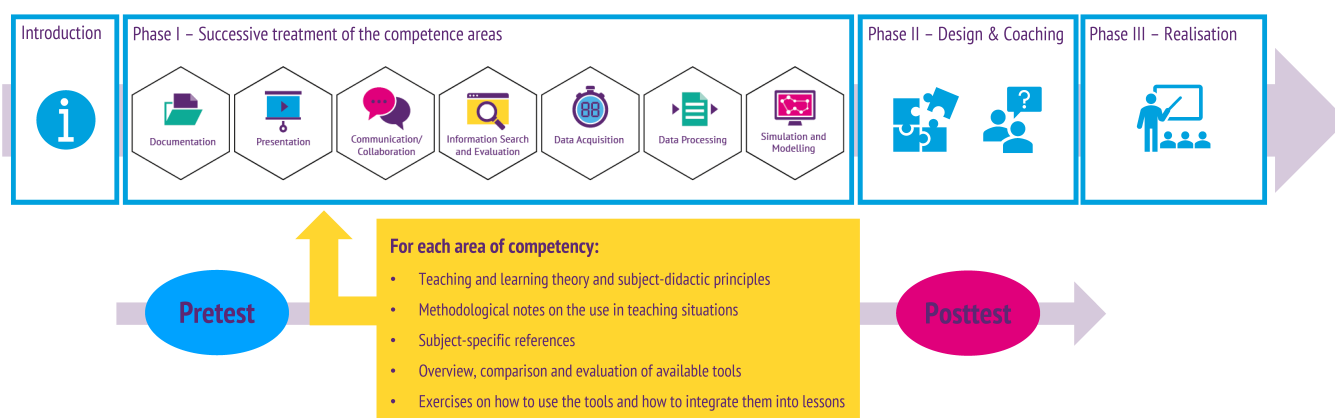 Introduction
Phase I – Successive treatment of the competence areas
Phase II – Design & Coaching
Phase III – Realisation
Documentation
Presentation
Communication/
Collaboration
Information Search
and Evaluation
88
Data Acquisition
Data Processing
Simulation and
Modelling
?
For each area of competency:
• Teaching and learning theory and subject-didactic principles
• Methodological notes on the use in teaching situations
• Subject-specific references
• Overview, comparison and evaluation of available tools
• Exercises on how to use the tools and how to integrate them into lessons
Pretest
Posttest